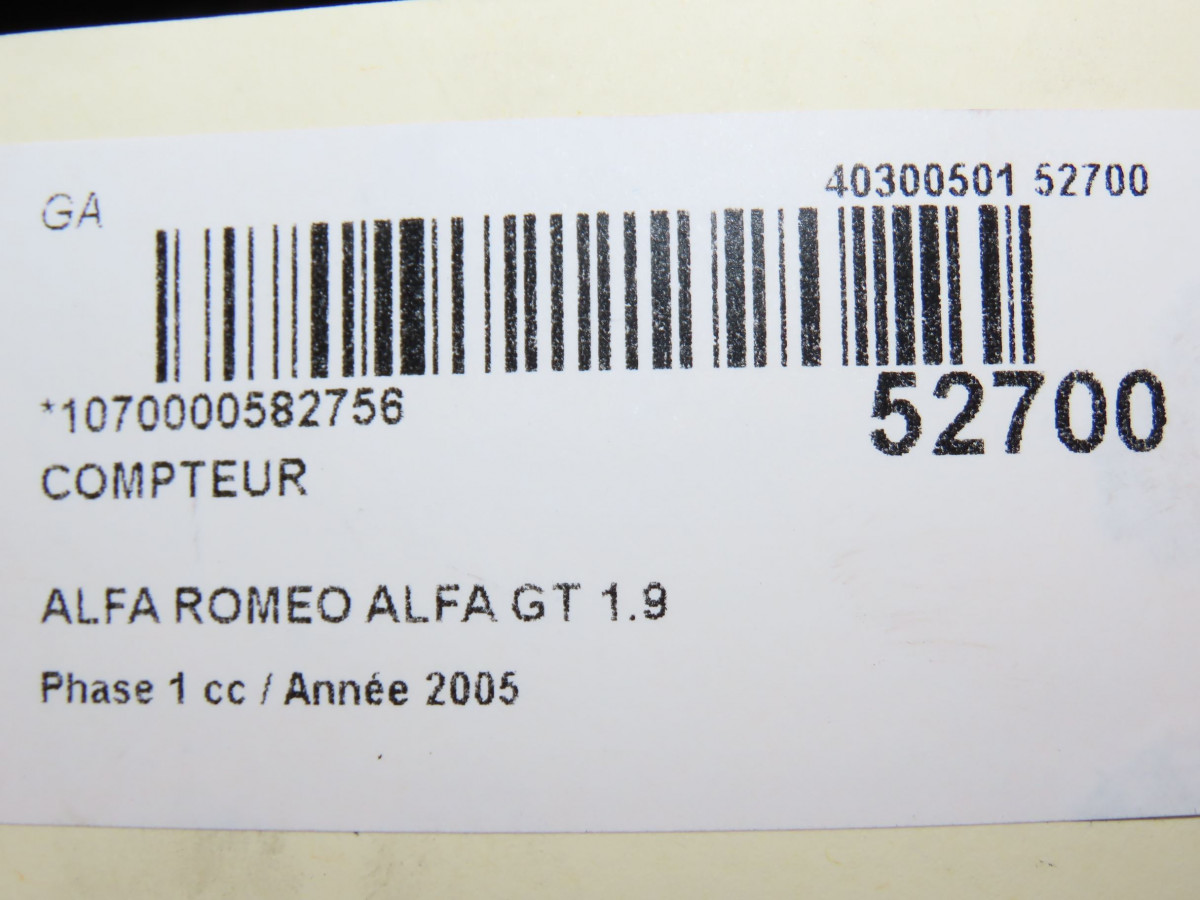 GA
40300501 52700
*1070000582756
52700
COMPTEUR
ALFA ROMEO ALFA GT 1.9
Phase 1 cc / Année 2005